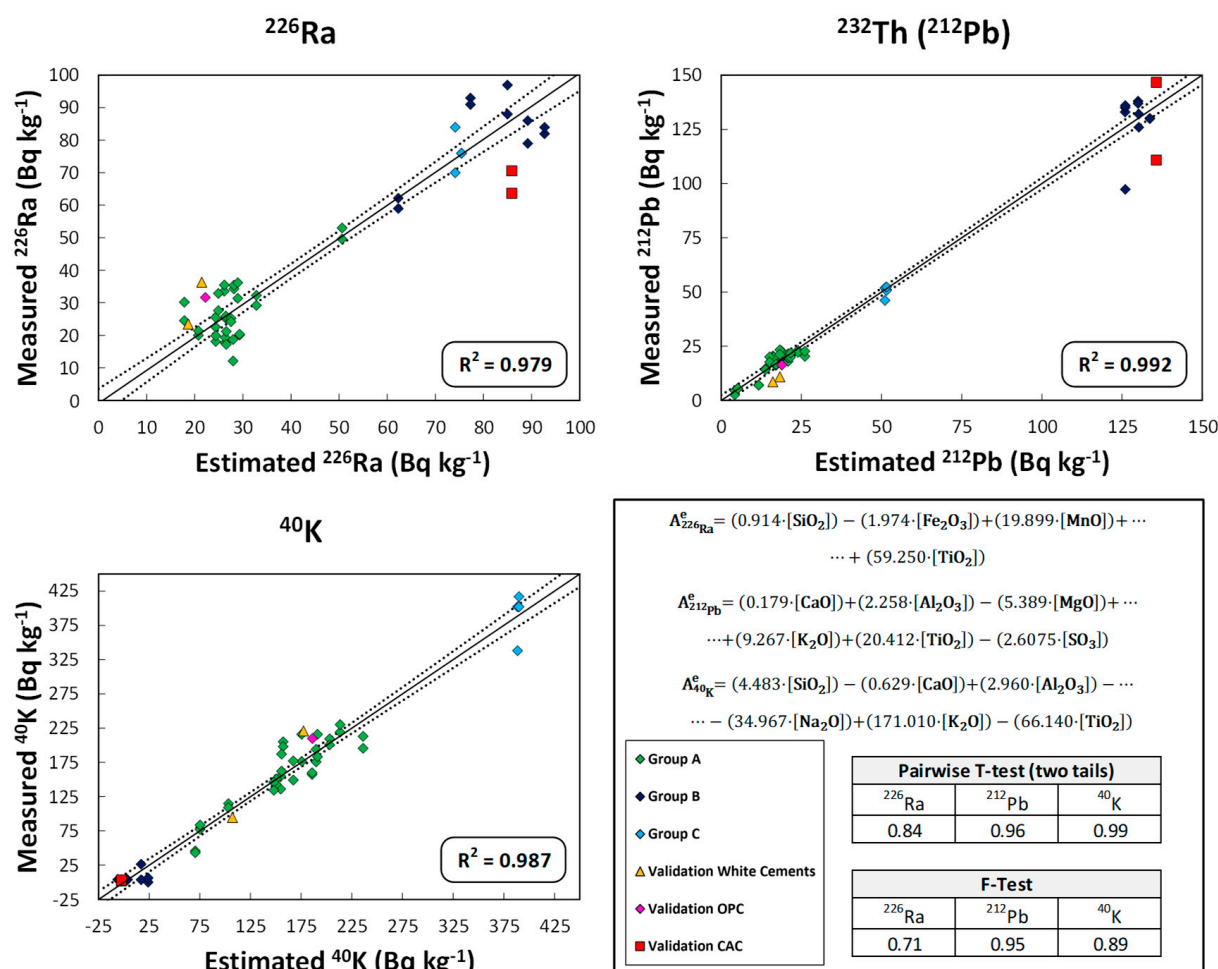 ²²⁶Ra
Measured ²²⁶Ra (Bq kg⁻¹)
100
90
80
70
60
50
40
30
20
10
0
R² = 0.979
0 10 20 30 40 50 60 70 80 90 100
Estimated ²²⁶Ra (Bq kg⁻¹)
²³²Th (²¹²Pb)
Measured ²¹²Pb (Bq kg⁻¹)
150
125
100
75
50
25
0
R² = 0.992
0 25 50 75 100 125 150
Estimated ²¹²Pb (Bq kg⁻¹)
⁴⁰K
Measured ⁴⁰K (Bq kg⁻¹)
425
375
325
275
225
175
125
75
25
-25
R² = 0.987
-25 25 75 125 175 225 275 325 375 425
Estimated ⁴⁰K (Bq kg⁻¹)
Aᵉ₂₂₆Ra= (0.914·[SiO₂]) − (1.974·[Fe₂O₃])+(19.899·[MnO])+ ⋯
⋯ + (59.250·[TiO₂])
Aᵉ₂₁₂Pb= (0.179·[CaO])+(2.258·[Al₂O₃]) − (5.389·[MgO])+ ⋯
⋯+(9.267·[K₂O])+(20.412·[TiO₂]) − (2.6075·[SO₃])
Aᵉ₄₀K= (4.483·[SiO₂]) − (0.629·[CaO])+(2.960·[Al₂O₃]) − ⋯
⋯ − (34.967·[Na₂O])+(171.010·[K₂O]) − (66.140·[TiO₂])
Group A
Group B
Group C
Validation White Cements
Validation OPC
Validation CAC
Pairwise T-test (two tails)
²²⁶Ra ²¹²Pb ⁴⁰K
0.84 0.96 0.99
F-Test
²²⁶Ra ²¹²Pb ⁴⁰K
0.71 0.95 0.89